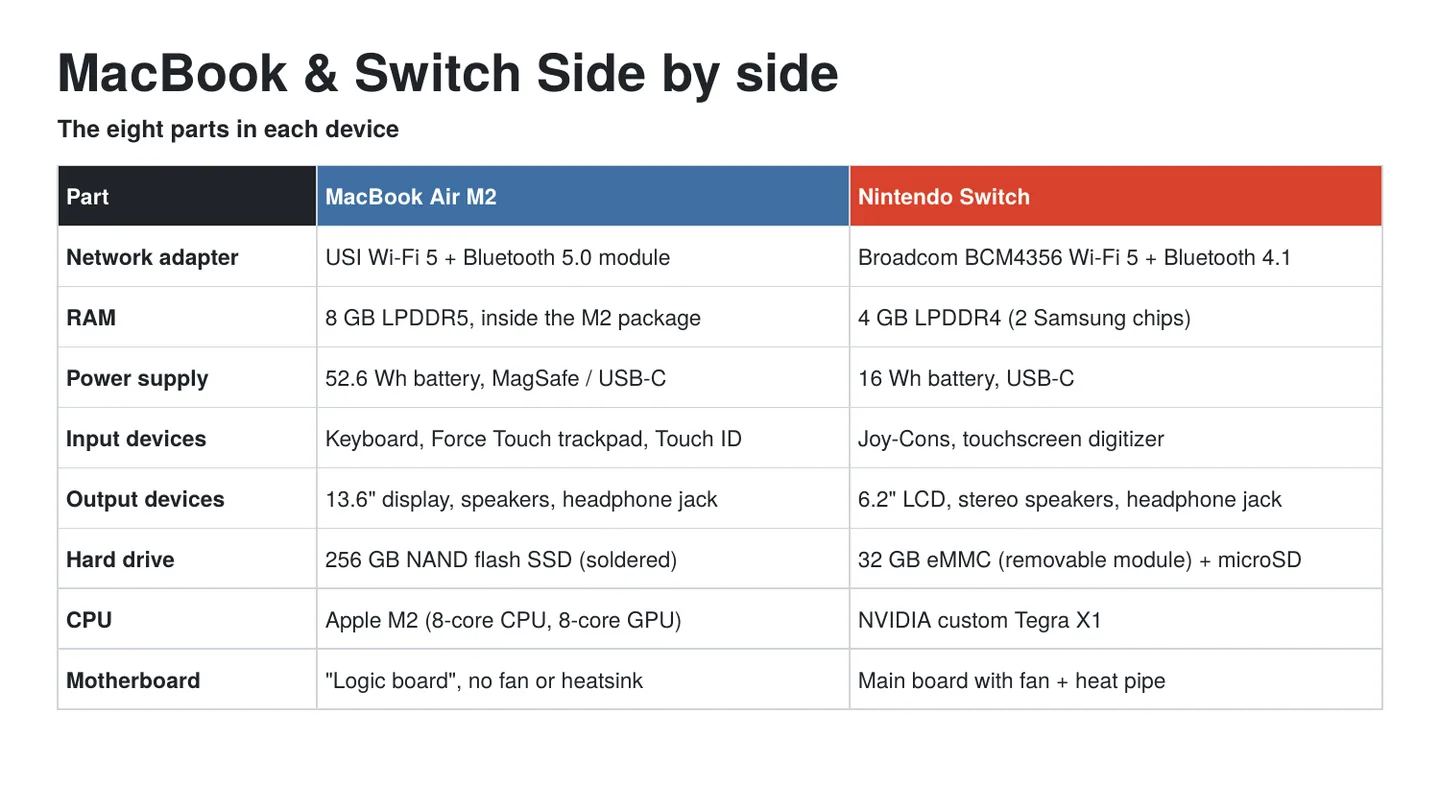 MacBook & Switch Side by side
The eight parts in each device
Part MacBook Air M2 Nintendo Switch
Network adapter USI Wi-Fi 5 + Bluetooth 5.0 module Broadcom BCM4356 Wi-Fi 5 + Bluetooth 4.1
RAM 8 GB LPDDR5, inside the M2 package 4 GB LPDDR4 (2 Samsung chips)
Power supply 52.6 Wh battery, MagSafe / USB-C 16 Wh battery, USB-C
Input devices Keyboard, Force Touch trackpad, Touch ID Joy-Cons, touchscreen digitizer
Output devices 13.6" display, speakers, headphone jack 6.2" LCD, stereo speakers, headphone jack
Hard drive 256 GB NAND flash SSD (soldered) 32 GB eMMC (removable module) + microSD
CPU Apple M2 (8-core CPU, 8-core GPU) NVIDIA custom Tegra X1
Motherboard "Logic board", no fan or heatsink Main board with fan + heat pipe